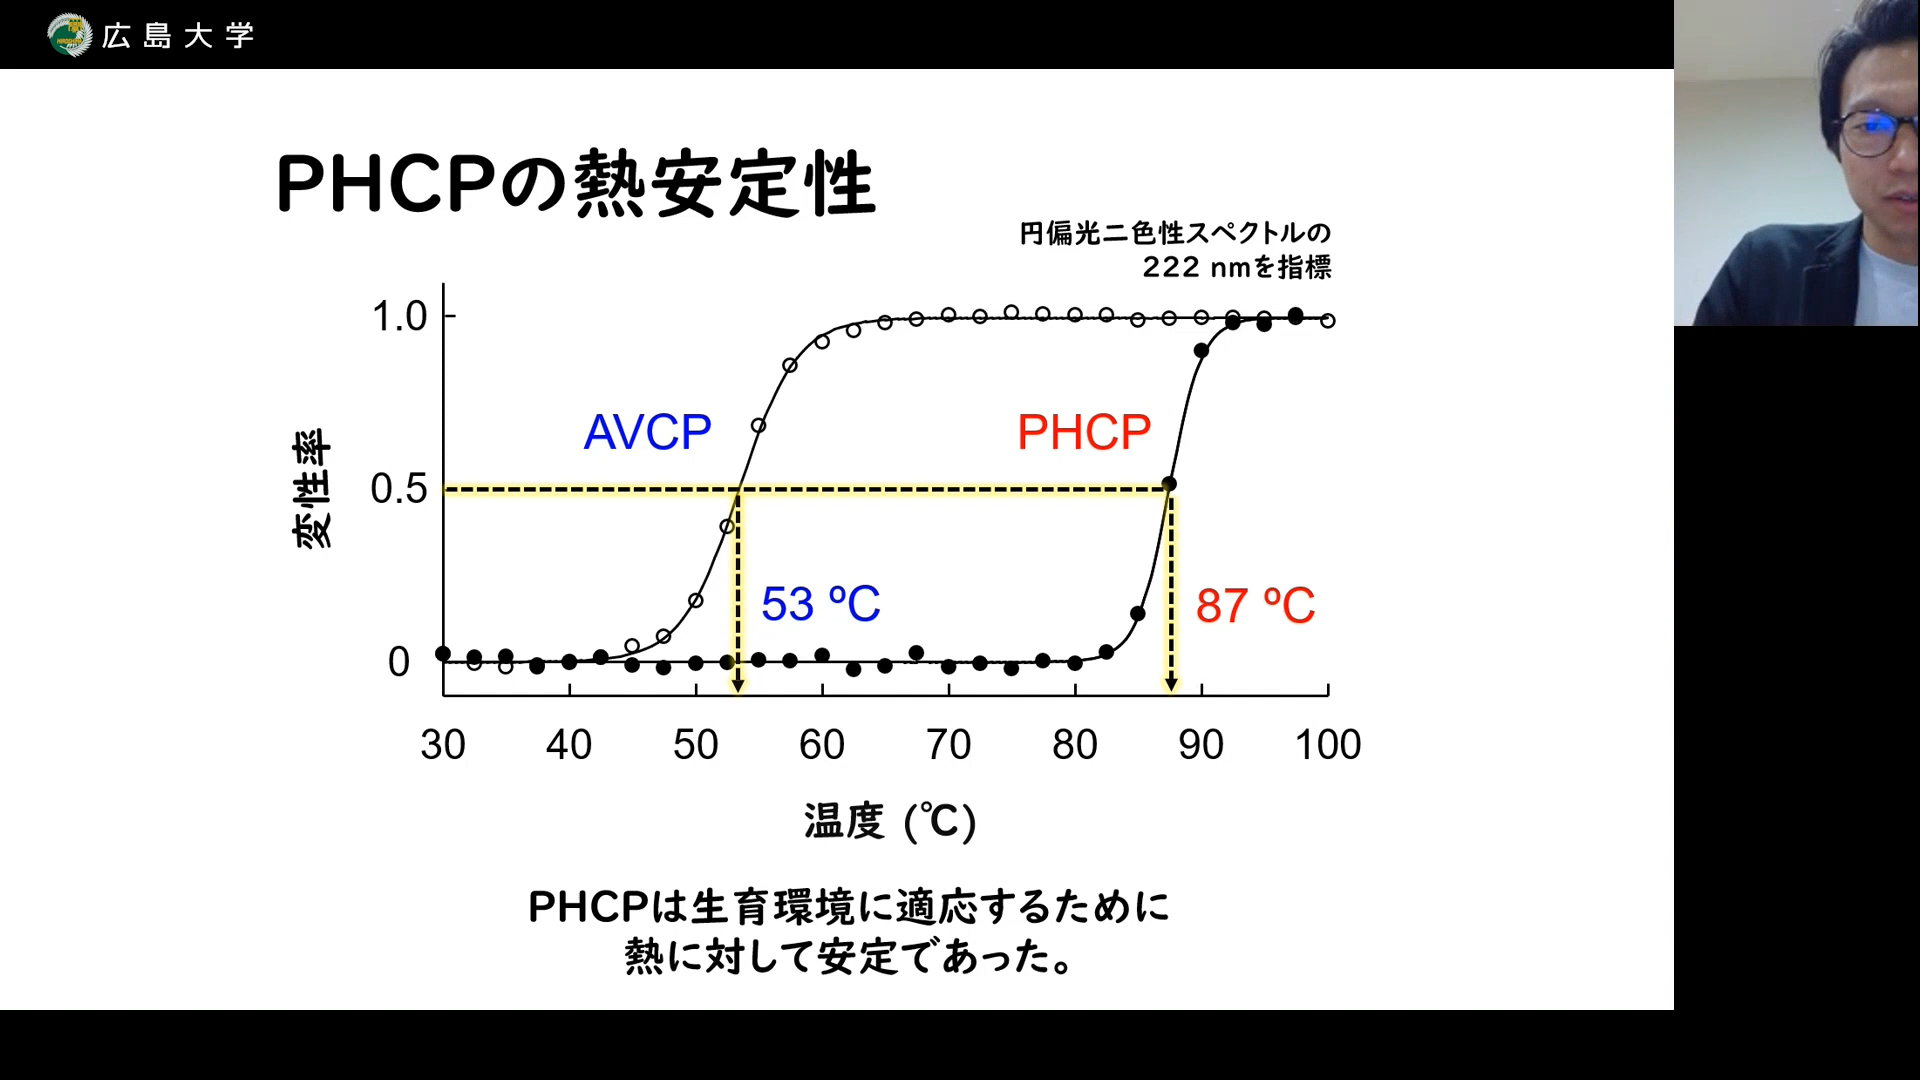 広島大学
PHCPの熱安定性
円偏光二色性スペクトルの
222 nmを指標
1.0
0.5
0
変性率
AVCP
PHCP
53 ºC
87 ºC
30 40 50 60 70 80 90 100
温度 (℃)
PHCPは生育環境に適応するために
熱に対して安定であった。